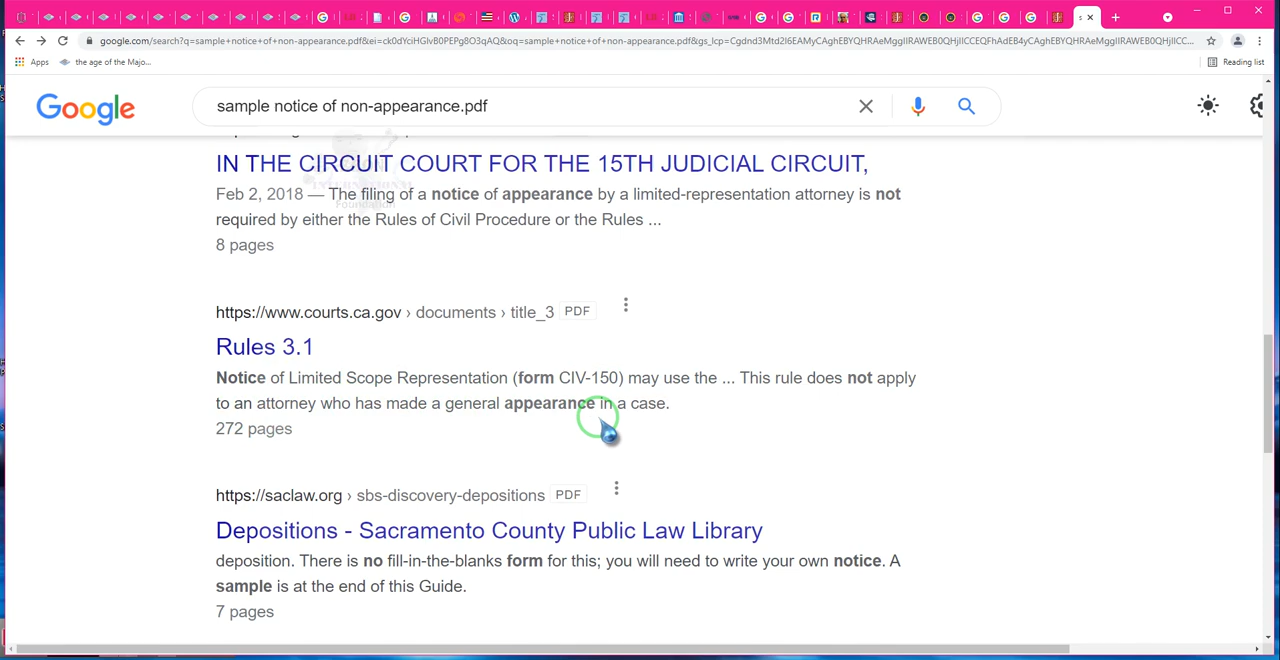 google.com/search?q=sample+notice+of+non-appearance.pdf&ei=ck0dYciHGIvB0PEPg8O3qAQ&oq=sample+notice+of+non-appearance.pdf&gs_lcp=
Apps
the age of the Majo...
Reading list
Google
sample notice of non-appearance.pdf
IN THE CIRCUIT COURT FOR THE 15TH JUDICIAL CIRCUIT,
Feb 2, 2018 — The filing of a notice of appearance by a limited-representation attorney is not
required by either the Rules of Civil Procedure or the Rules ...
Foundation
8 pages
https://www.courts.ca.gov › documents › title_3 PDF
Rules 3.1
Notice of Limited Scope Representation (form CIV-150) may use the ... This rule does not apply
to an attorney who has made a general appearance in a case.
272 pages
https://saclaw.org › sbs-discovery-depositions PDF
Depositions - Sacramento County Public Law Library
deposition. There is no fill-in-the-blanks form for this; you will need to write your own notice. A
sample is at the end of this Guide.
7 pages